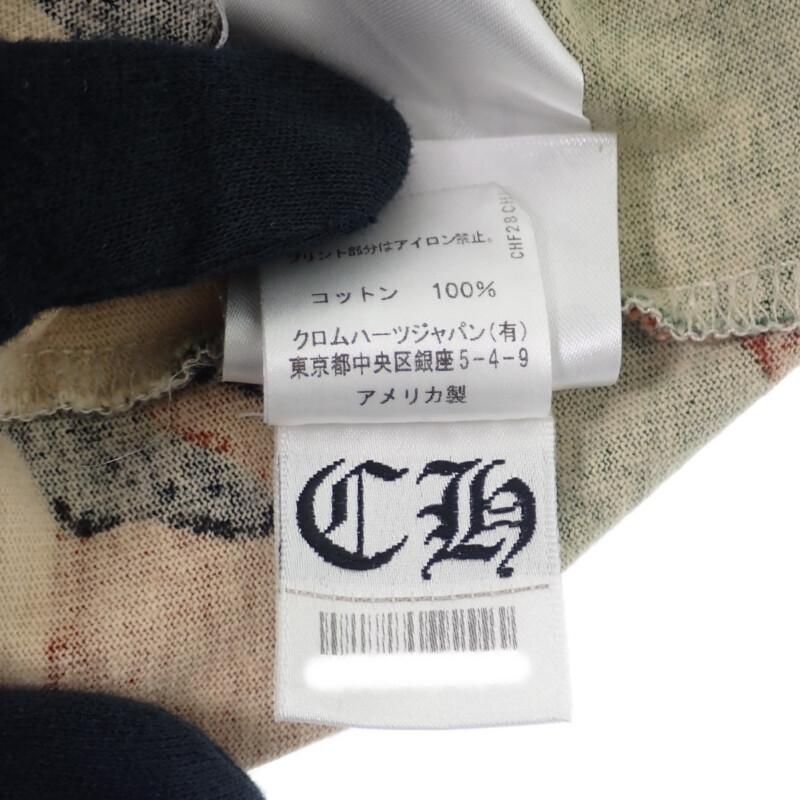 プリント部分はアイロン禁止。
コットン 100%
クロムハーツジャパン(有)
東京都中央区銀座5-4-9
アメリカ製
CH